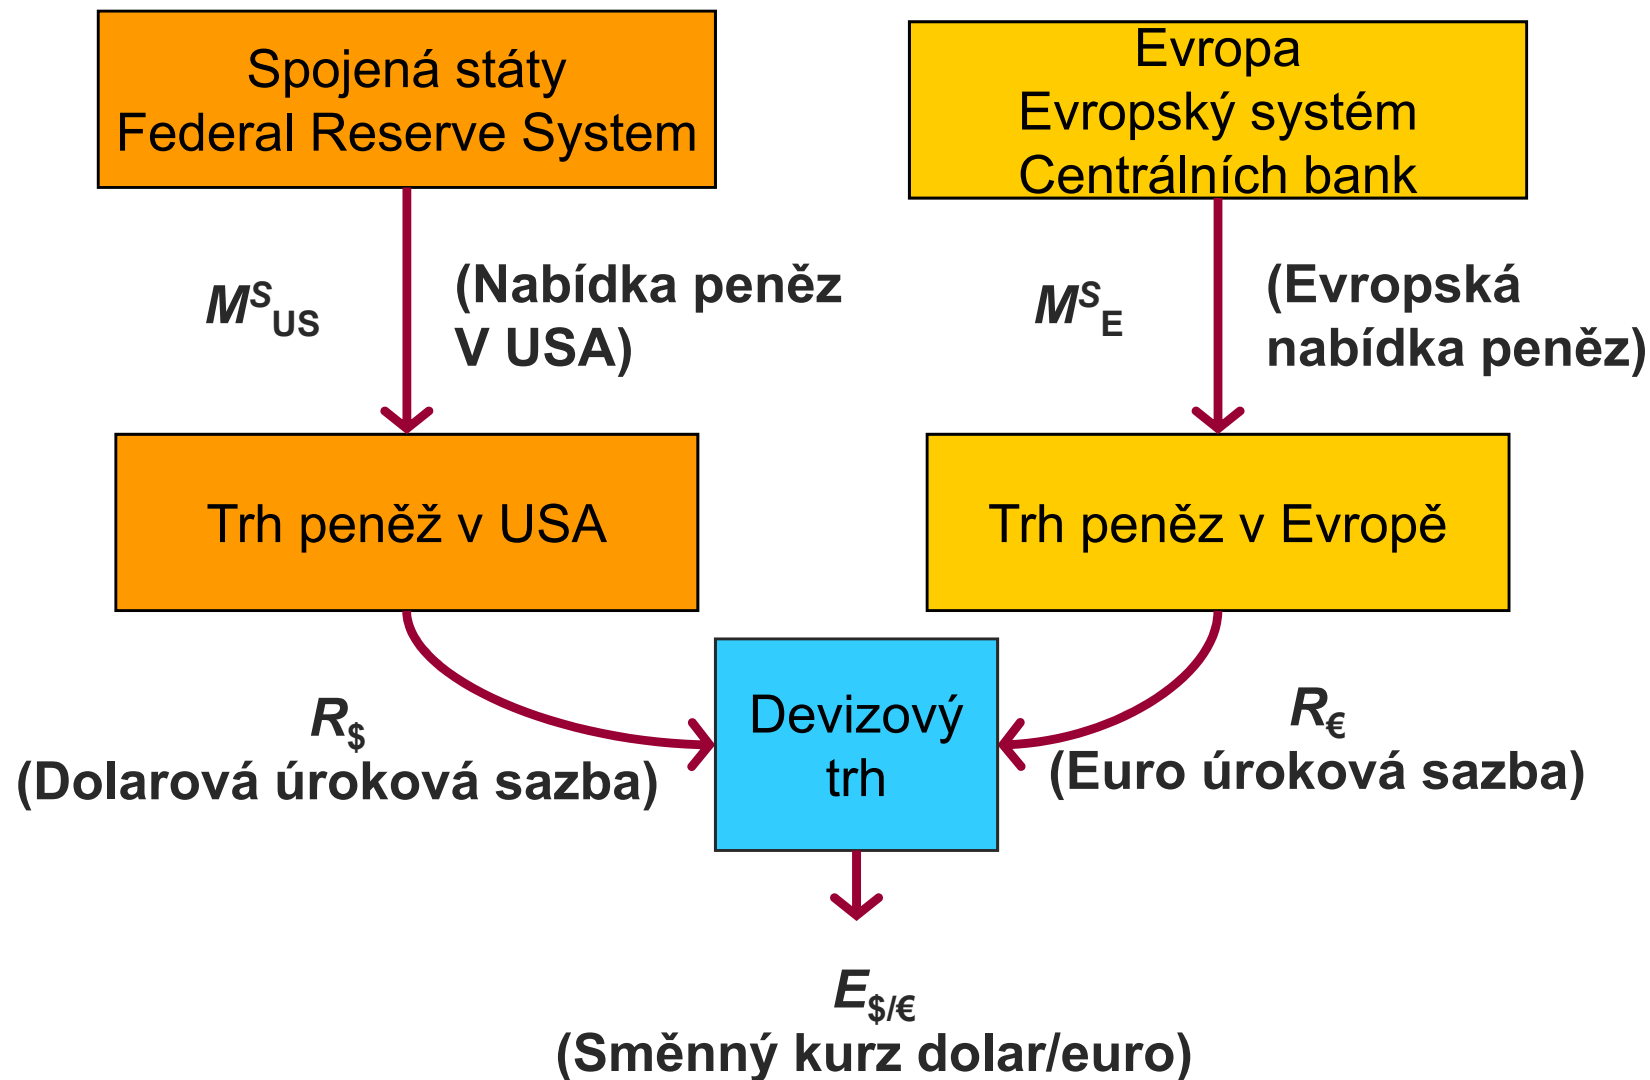 Spojená státy
Federal Reserve System
Evropa
Evropský systém
Centrálních bank
M^S_US
(Nabídka peněz
V USA)
M^S_E
(Evropská
nabídka peněz)
Trh peněž v USA
Trh peněz v Evropě
R_$
(Dolarová úroková sazba)
Devizový
trh
R_€
(Euro úroková sazba)
E_$/€
(Směnný kurz dolar/euro)